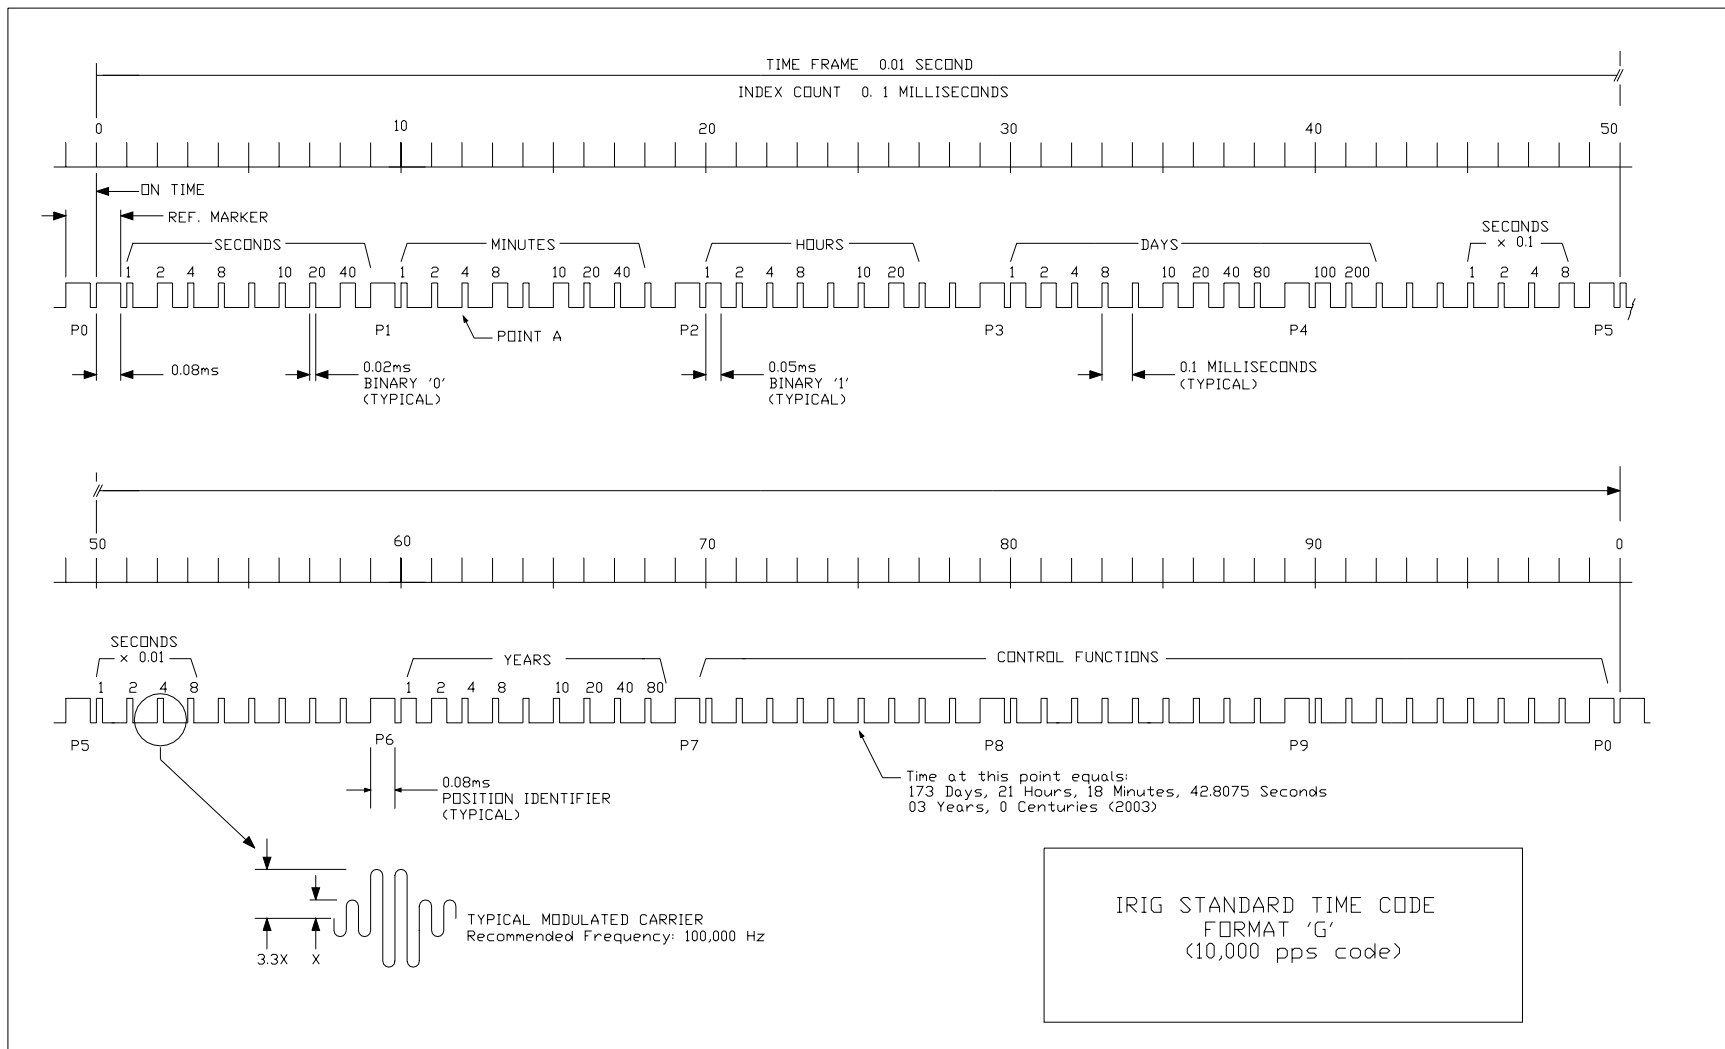 TIME FRAME 0.01 SECOND
INDEX COUNT 0. 1 MILLISECONDS
0 10 20 30 40 50
ON TIME
REF. MARKER
SECONDS MINUTES HOURS DAYS SECONDS
x 0.1
1 2 4 8 10 20 40 1 2 4 8 10 20 40 1 2 4 8 10 20 1 2 4 8 10 20 40 80 100 200 1 2 4 8
P0 P1 P2 P3 P4 P5
POINT A
0.08ms
0.02ms
BINARY '0'
(TYPICAL)
0.05ms
BINARY '1'
(TYPICAL)
0.1 MILLISECONDS
(TYPICAL)
50 60 70 80 90 0
SECONDS
x 0.01
YEARS
CONTROL FUNCTIONS
1 2 4 8 1 2 4 8 10 20 40 80
P5 P6 P7 P8 P9 P0
0.08ms
POSITION IDENTIFIER
(TYPICAL)
Time at this point equals:
173 Days, 21 Hours, 18 Minutes, 42.8075 Seconds
03 Years, 0 Centuries (2003)
TYPICAL MODULATED CARRIER
Recommended Frequency: 100,000 Hz
3.3X X
IRIG STANDARD TIME CODE
FORMAT 'G'
(10,000 pps code)